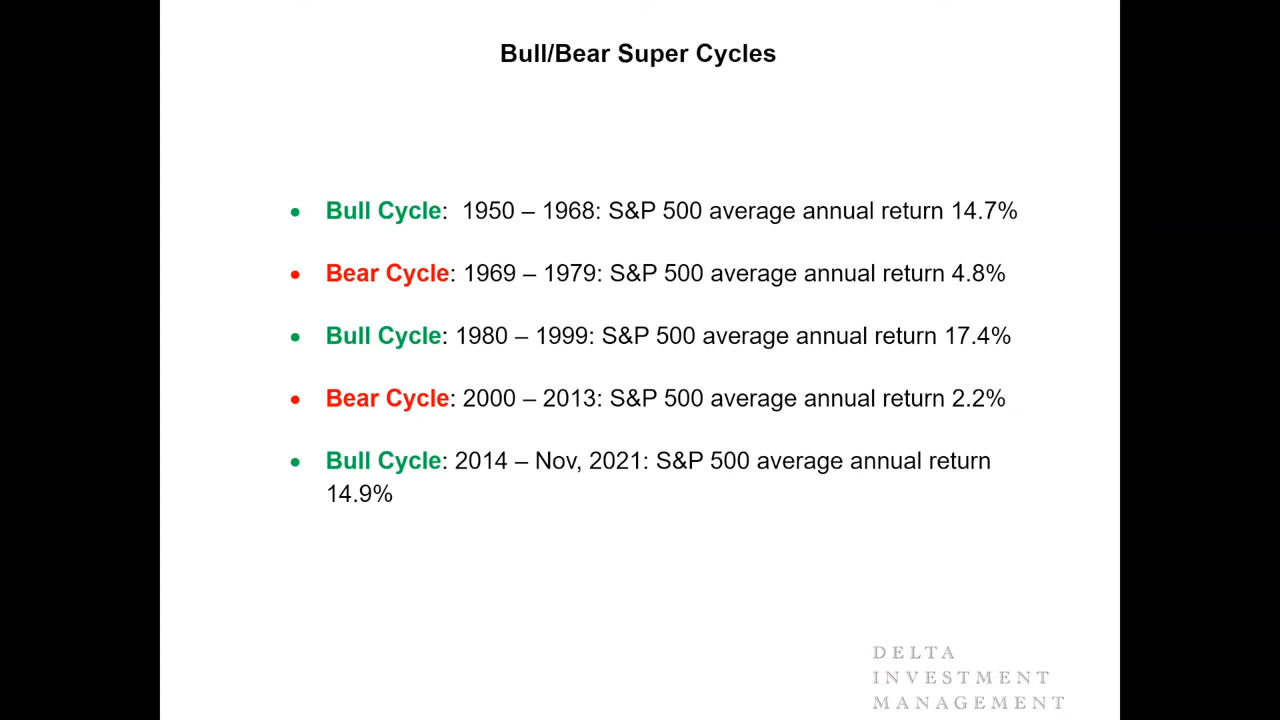 Bull/Bear Super Cycles
• Bull Cycle: 1950 – 1968: S&P 500 average annual return 14.7%
• Bear Cycle: 1969 – 1979: S&P 500 average annual return 4.8%
• Bull Cycle: 1980 – 1999: S&P 500 average annual return 17.4%
• Bear Cycle: 2000 – 2013: S&P 500 average annual return 2.2%
• Bull Cycle: 2014 – Nov, 2021: S&P 500 average annual return
14.9%
DELTA
INVESTMENT
MANAGEMENT